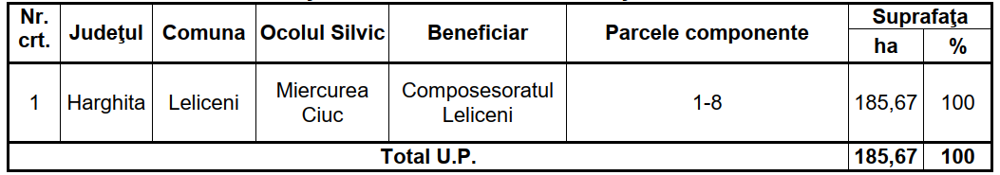 Nr. crt. Judeţul Comuna Ocolul Silvic Beneficiar Parcele componente Suprafaţa
ha %
1 Harghita Leliceni Miercurea Ciuc Composesoratul Leliceni 1-8 185,67 100
Total U.P. 185,67 100